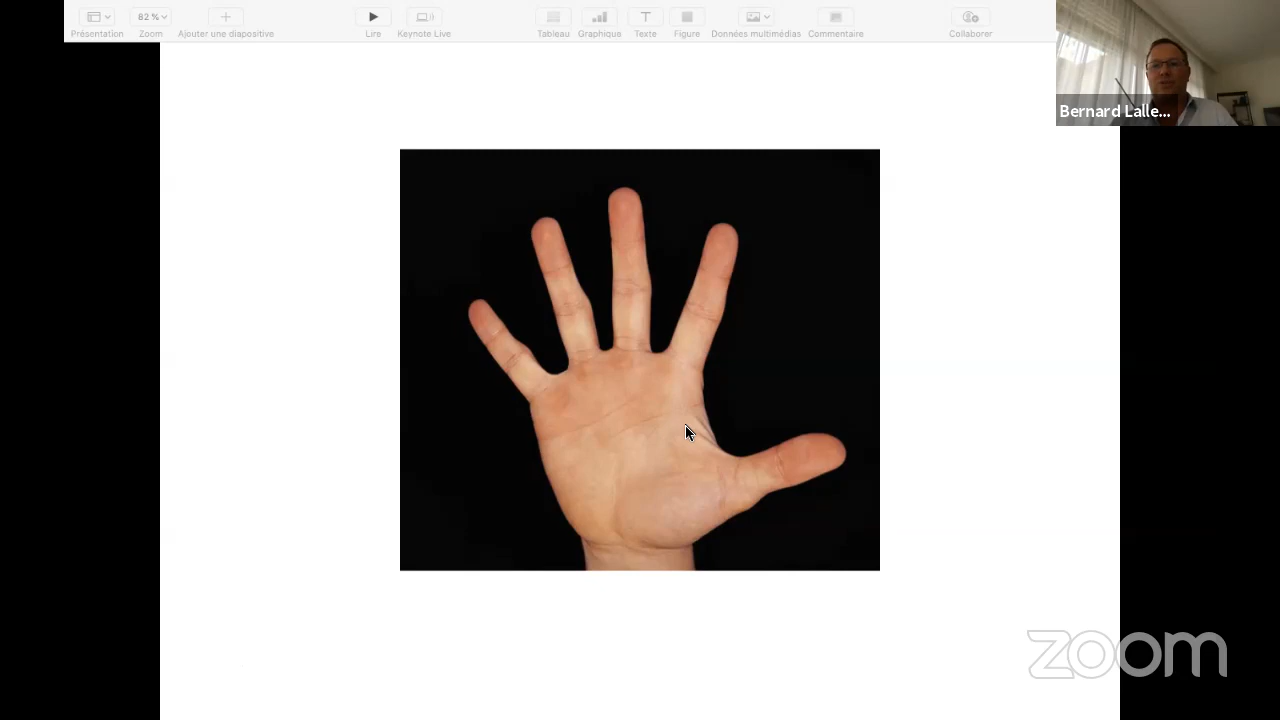 82 %
Présentation Zoom Ajouter une diapositive Lire Keynote Live Tableau Graphique Texte Figure Données multimédias Commentaire Collaborer
Bernard Lalle...
zoom